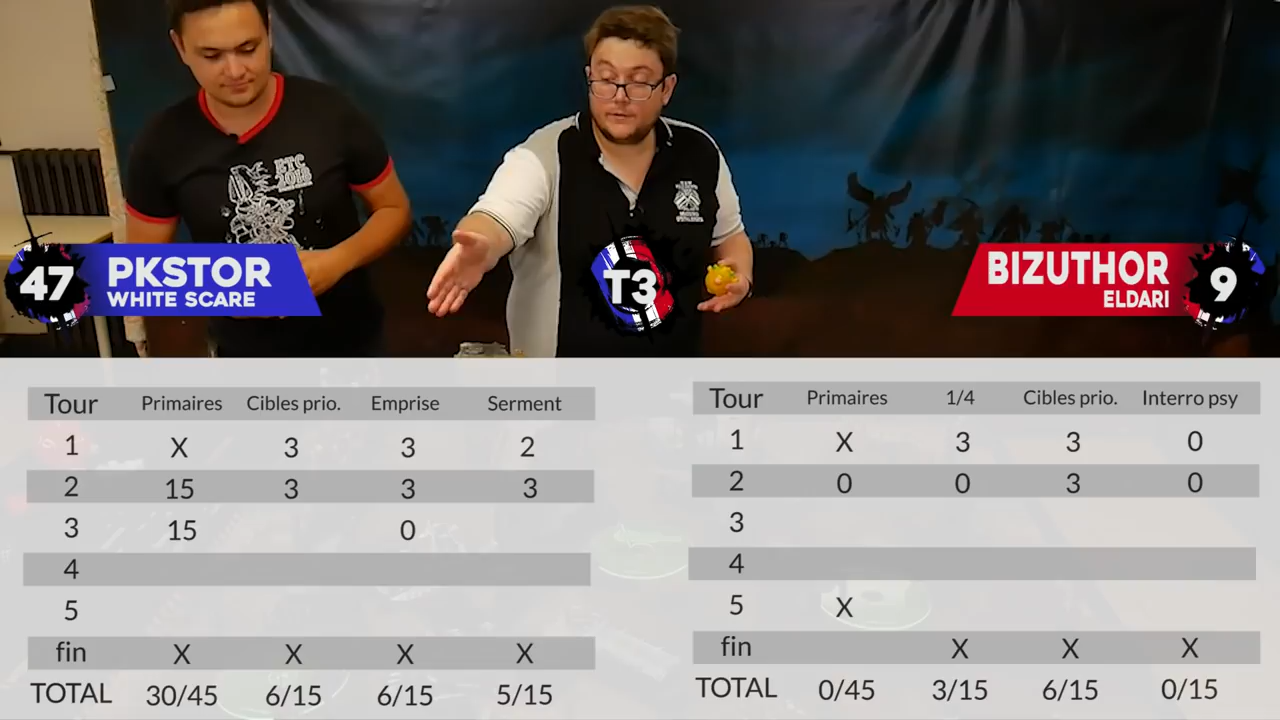 ETC
2019
47
PKSTOR
WHITE SCARE
T3
BIZUTHOR
ELDARI
9
Tour Primaires Cibles prio. Emprise Serment
1 X 3 3 2
2 15 3 3 3
3 15 0
4
5
fin X X X X
TOTAL 30/45 6/15 6/15 5/15
Tour Primaires 1/4 Cibles prio. Interro psy
1 X 3 3 0
2 0 0 3 0
3
4
5 X
fin X X X
TOTAL 0/45 3/15 6/15 0/15